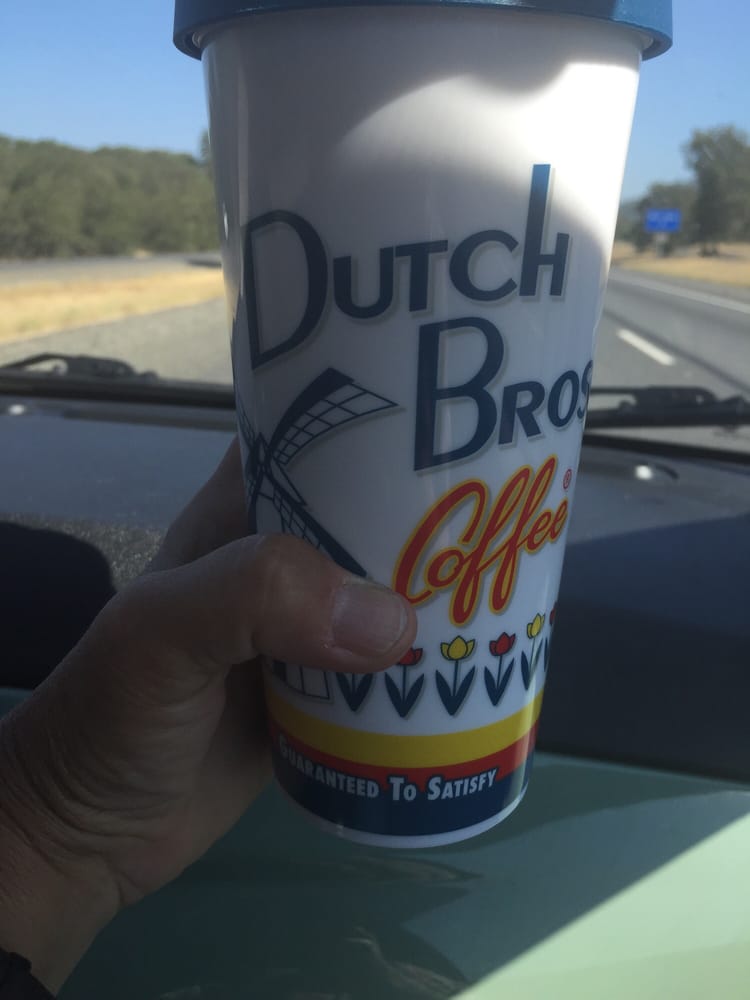 Dutch
Bros
Coffee®
Guaranteed To Satisfy